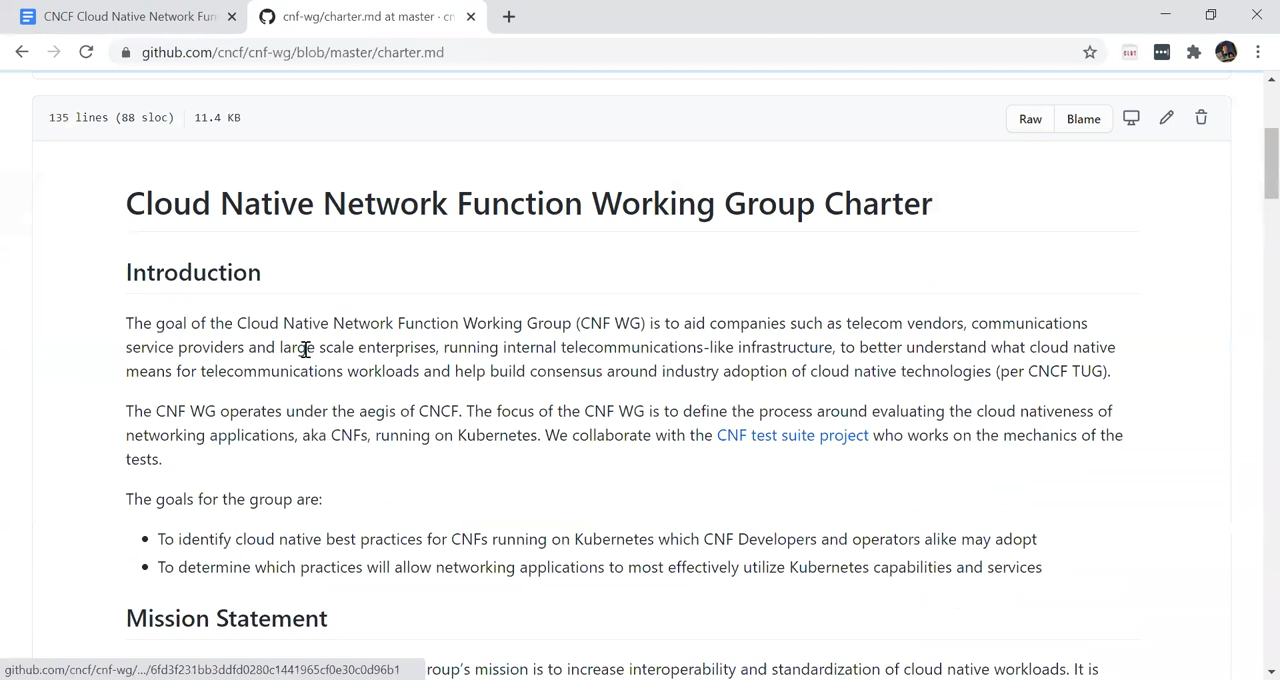 CNCF Cloud Native Network Fun
cnf-wg/charter.md at master · cn
github.com/cncf/cnf-wg/blob/master/charter.md
135 lines (88 sloc) 11.4 KB
Raw Blame
Cloud Native Network Function Working Group Charter
Introduction
The goal of the Cloud Native Network Function Working Group (CNF WG) is to aid companies such as telecom vendors, communications
service providers and large scale enterprises, running internal telecommunications-like infrastructure, to better understand what cloud native
means for telecommunications workloads and help build consensus around industry adoption of cloud native technologies (per CNCF TUG).
The CNF WG operates under the aegis of CNCF. The focus of the CNF WG is to define the process around evaluating the cloud nativeness of
networking applications, aka CNFs, running on Kubernetes. We collaborate with the CNF test suite project who works on the mechanics of the
tests.
The goals for the group are:
• To identify cloud native best practices for CNFs running on Kubernetes which CNF Developers and operators alike may adopt
• To determine which practices will allow networking applications to most effectively utilize Kubernetes capabilities and services
Mission Statement
roup's mission is to increase interoperability and standardization of cloud native workloads. It is
github.com/cncf/cnf-wg/.../6fd3f231bb3ddfd0280c1441965cf0e30c0d96b1